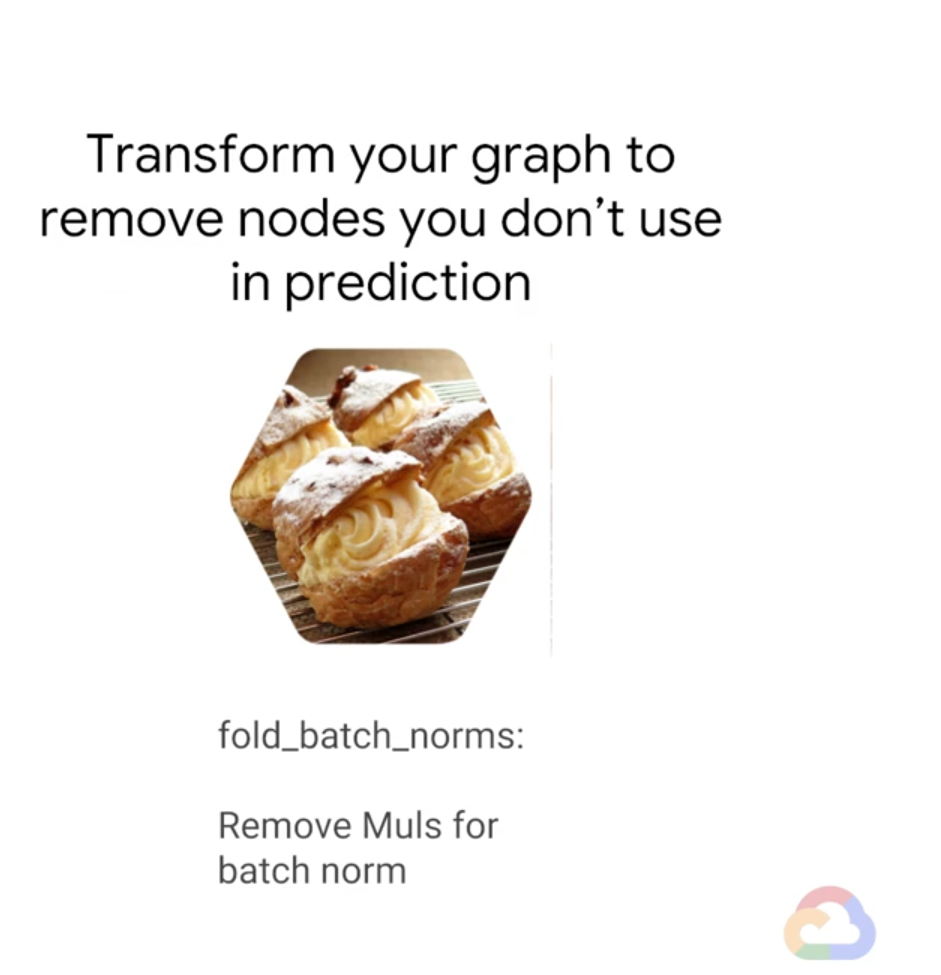 Transform your graph to
remove nodes you don’t use
in prediction
fold_batch_norms:
Remove Muls for
batch norm